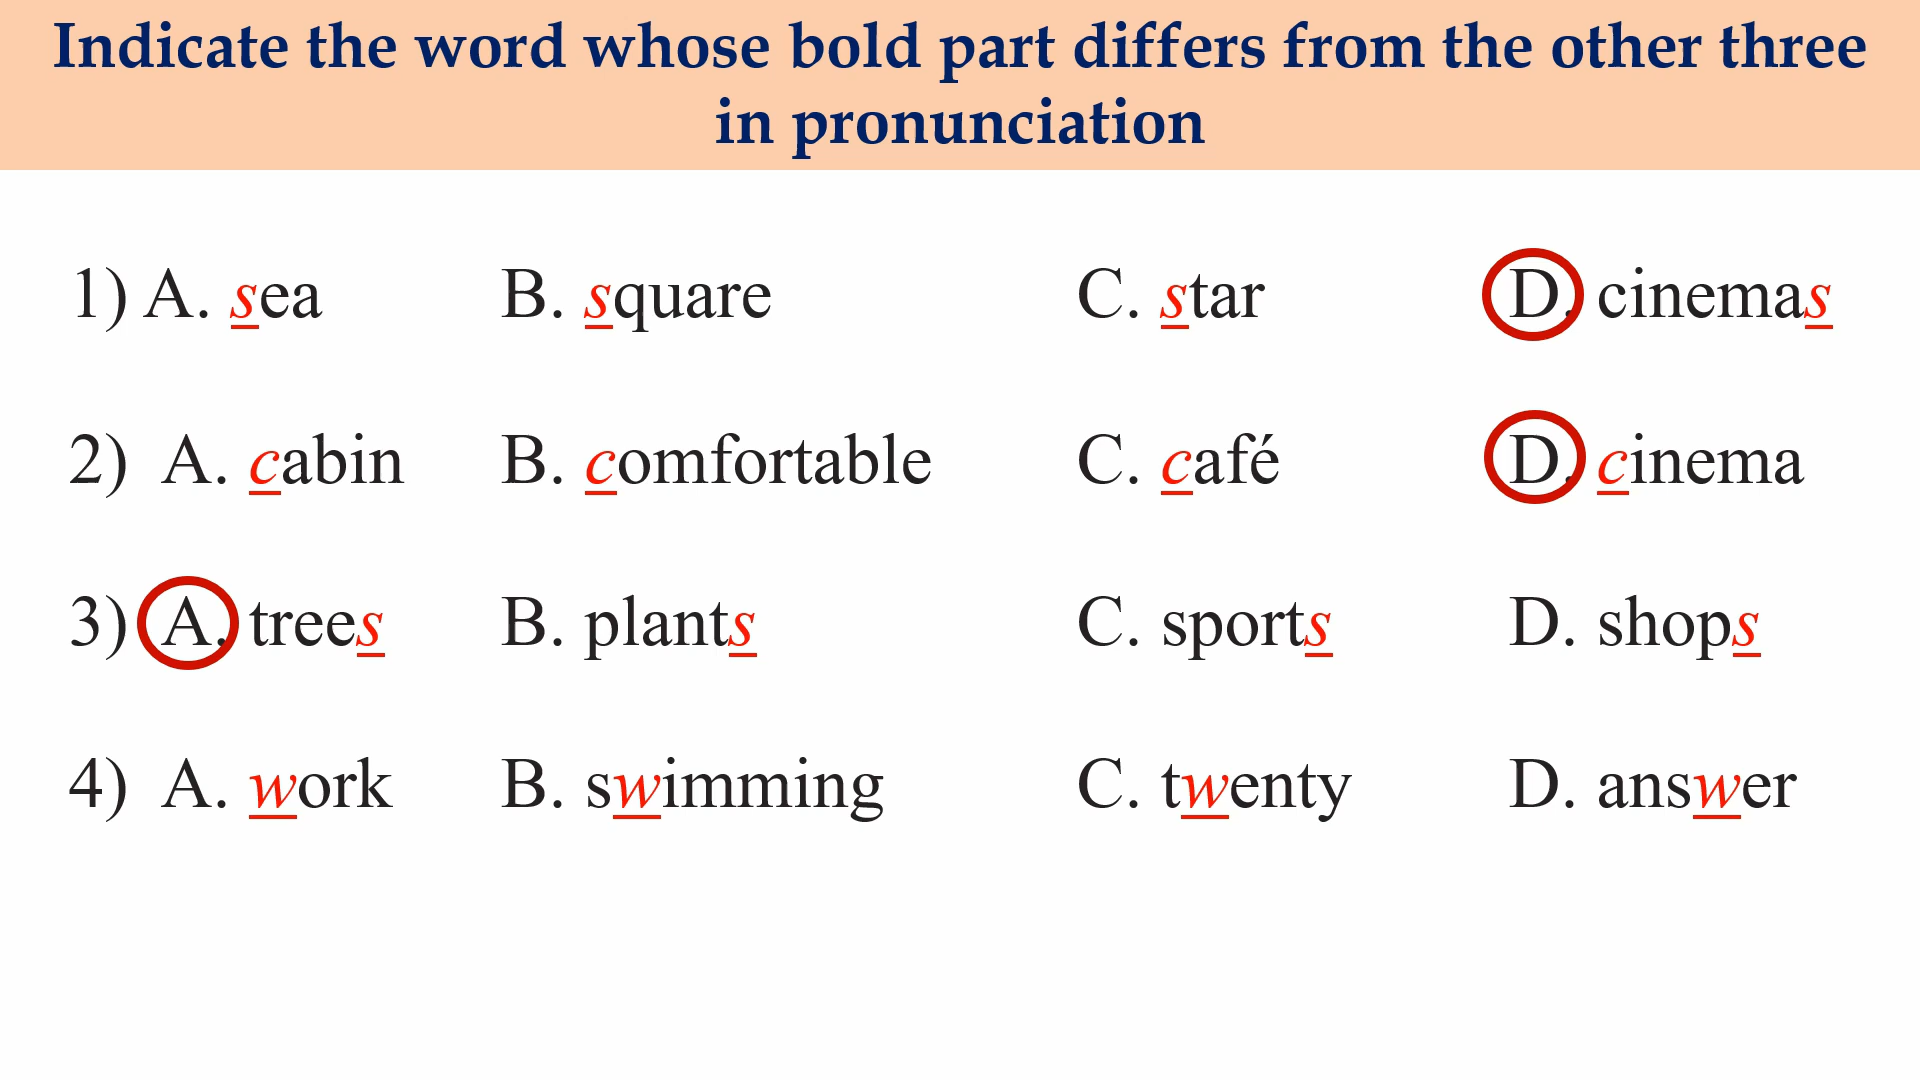 Indicate the word whose bold part differs from the other three
in pronunciation
1) A. sea B. square C. star D. cinemas
2) A. cabin B. comfortable C. café D. cinema
3) A. trees B. plants C. sports D. shops
4) A. work B. swimming C. twenty D. answer